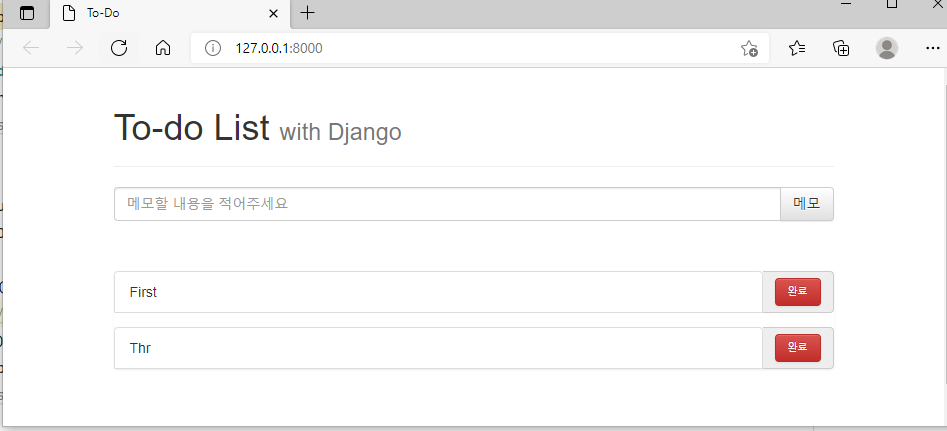 To-Do
127.0.0.1:8000
To-do List with Django
메모할 내용을 적어주세요 메모
First 완료
Thr 완료